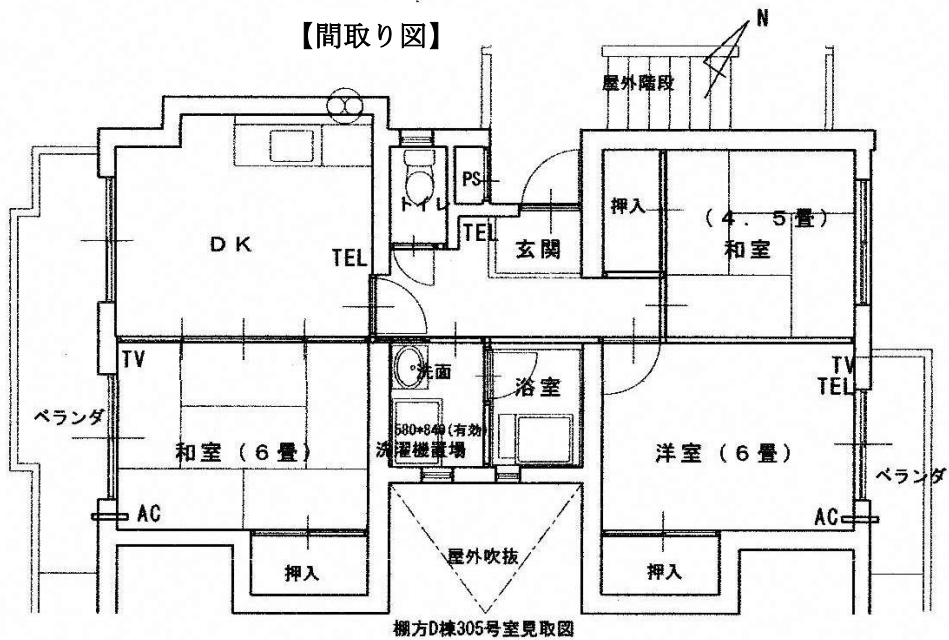 【間取り図】
N
屋外階段
PS
トイレ
押入
(4.5畳)
和室
DK
TEL
TEL
玄関
TV
洗面
浴室
TV
TEL
ベランダ
和室(6畳)
580*840(有効)
洗濯機置場
洋室(6畳)
ベランダ
AC
AC
押入
屋外吹抜
押入
棚方D棟305号室見取図